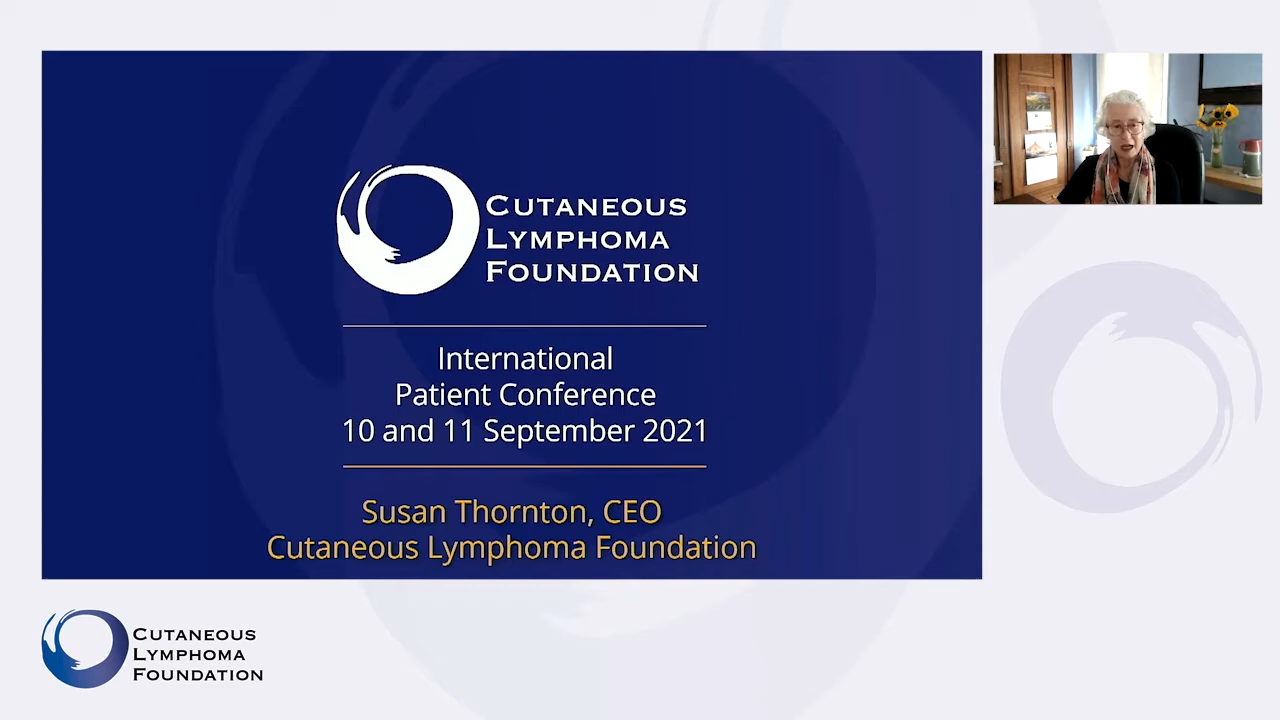 CUTANEOUS
LYMPHOMA
FOUNDATION
International
Patient Conference
10 and 11 September 2021
Susan Thornton, CEO
Cutaneous Lymphoma Foundation
CUTANEOUS
LYMPHOMA
FOUNDATION